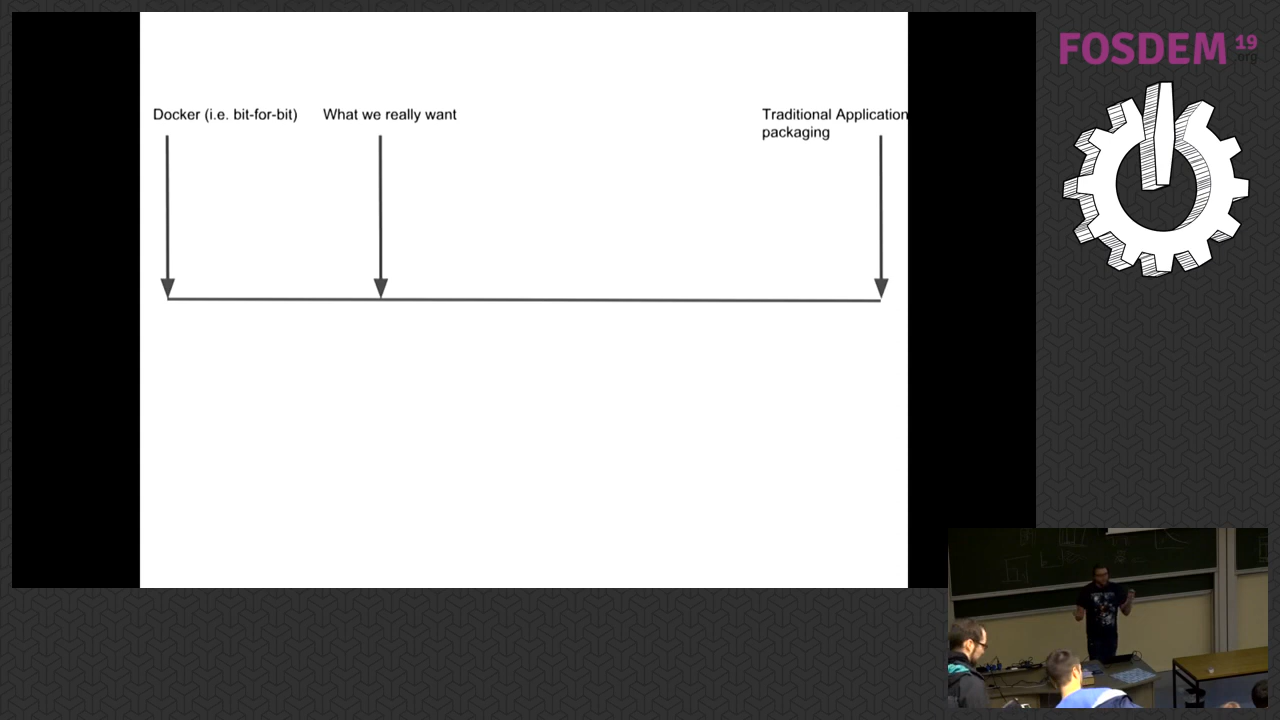 Docker (i.e. bit-for-bit)
What we really want
Traditional Application
packaging
FOSDEM 19
.org